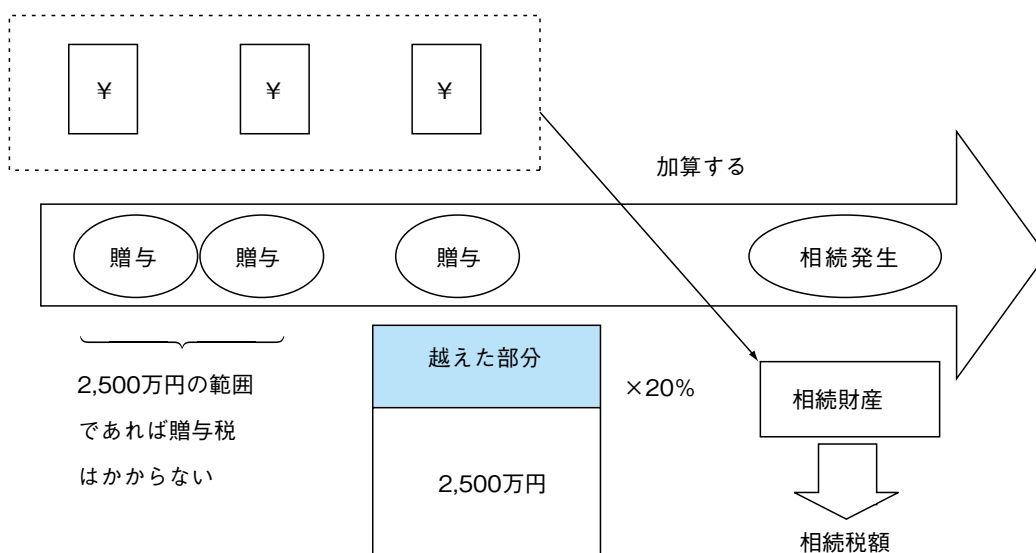 ¥
¥
¥
加算する
贈与
贈与
贈与
相続発生
2,500万円の範囲
であれば贈与税
はかからない
越えた部分
×20%
2,500万円
相続財産
相続税額